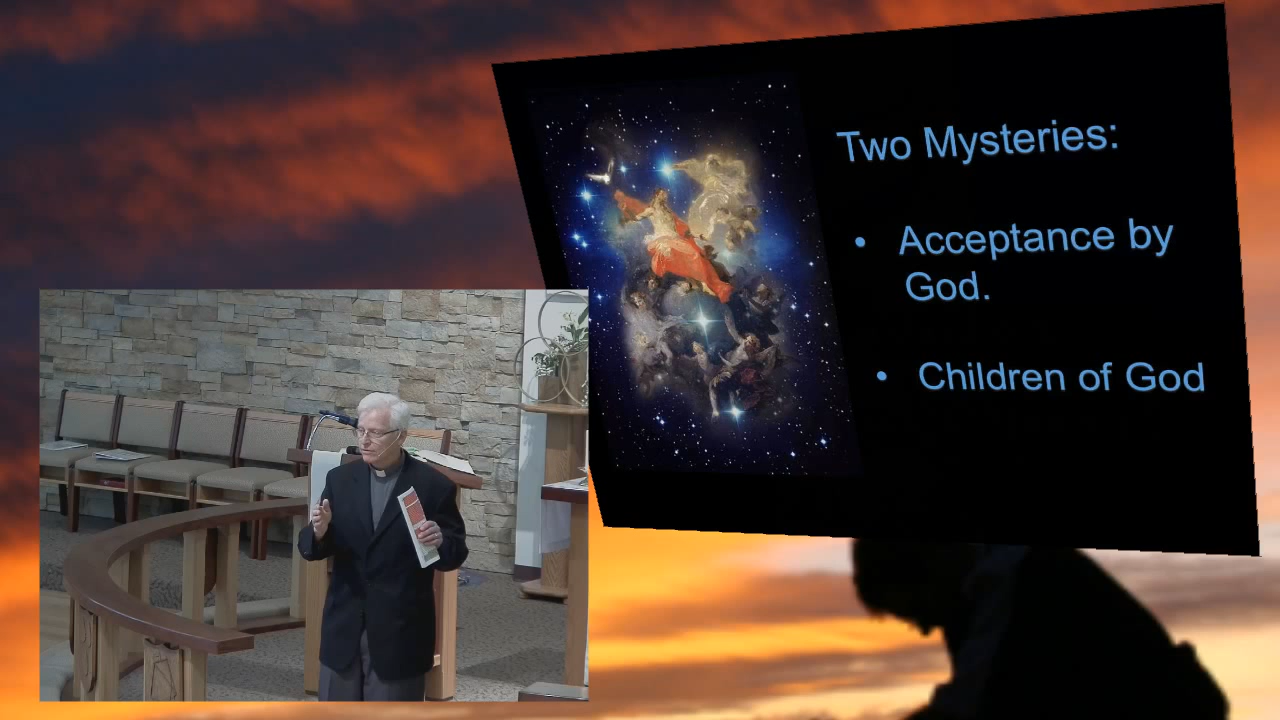 Two Mysteries:
• Acceptance by
God.
• Children of God